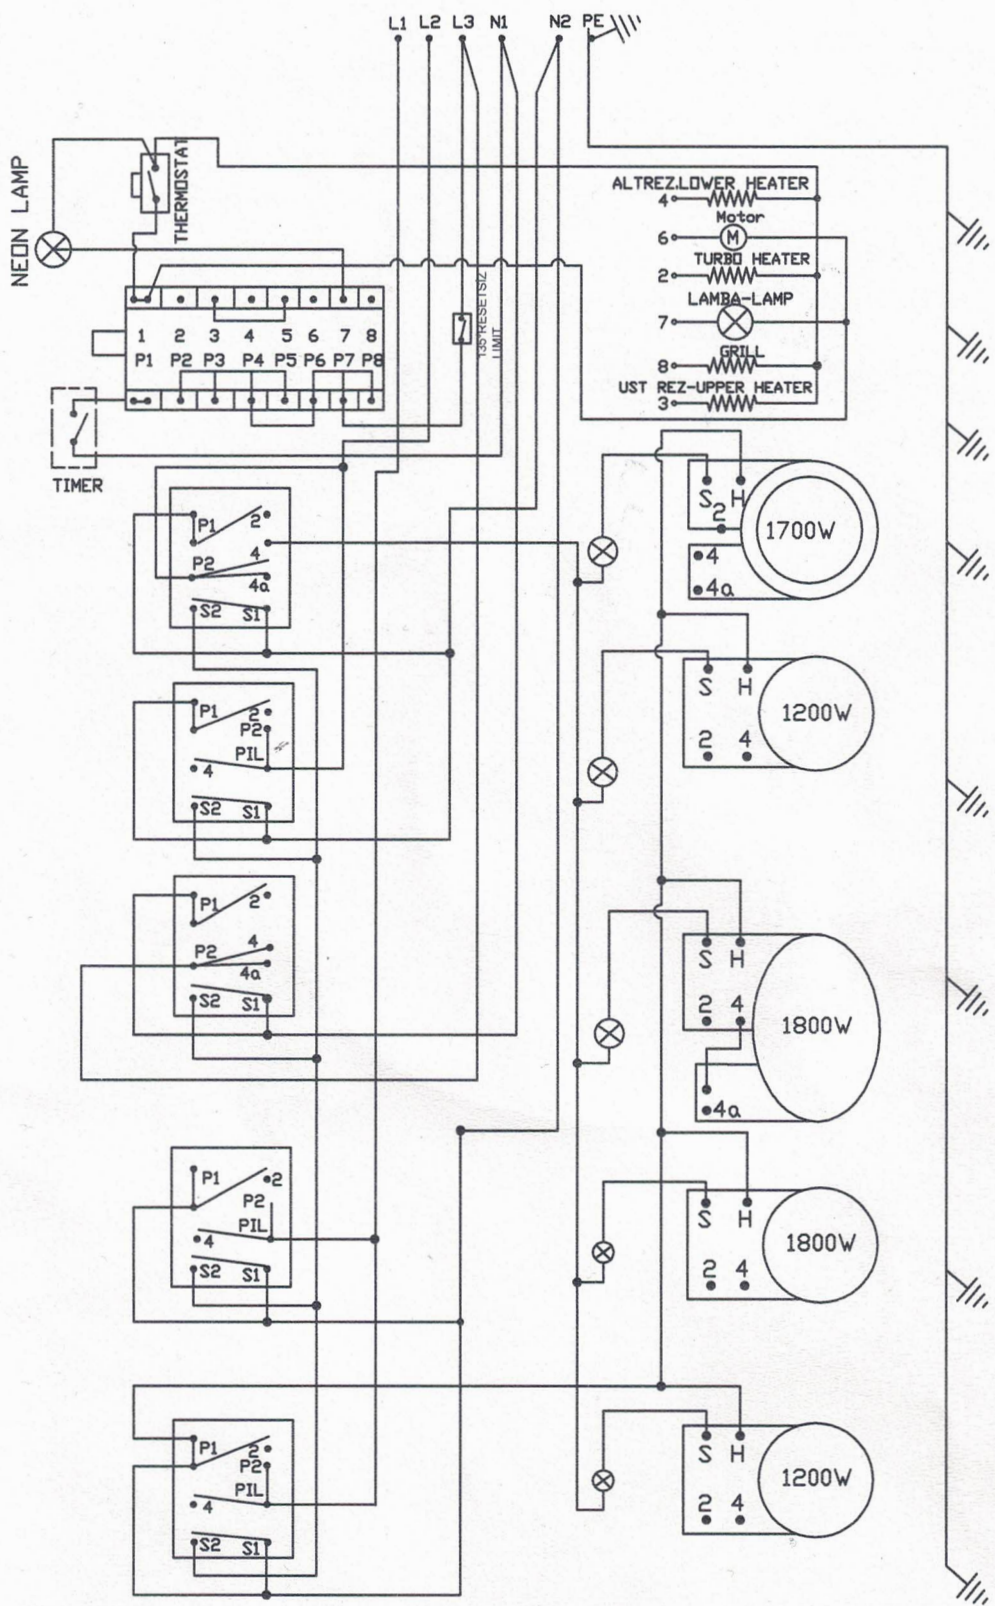 L1 L2 L3 N1 N2 PE
NEON LAMP
THERMOSTAT
ALTREZ.LOWER HEATER
4
Motor
6 M
TURBO HEATER
2
LAMBA-LAMP
7
GRILL
8
UST REZ-UPPER HEATER
3
135°RESETSİZ
LIMIT
1 2 3 4 5 6 7 8
P1 P2 P3 P4 P5 P6 P7 P8
TIMER
P1 2
P2 4
4a
S2 S1
S H
2
1700W
4
4a
P1 2
P2
PIL
4
S2 S1
S H
1200W
2 4
P1 2
P2 4
4a
S2 S1
S H
2 4
1800W
4a
P1 2
P2
PIL
4
S2 S1
S H
1800W
2 4
P1 2
P2
PIL
4
S2 S1
S H
1200W
2 4